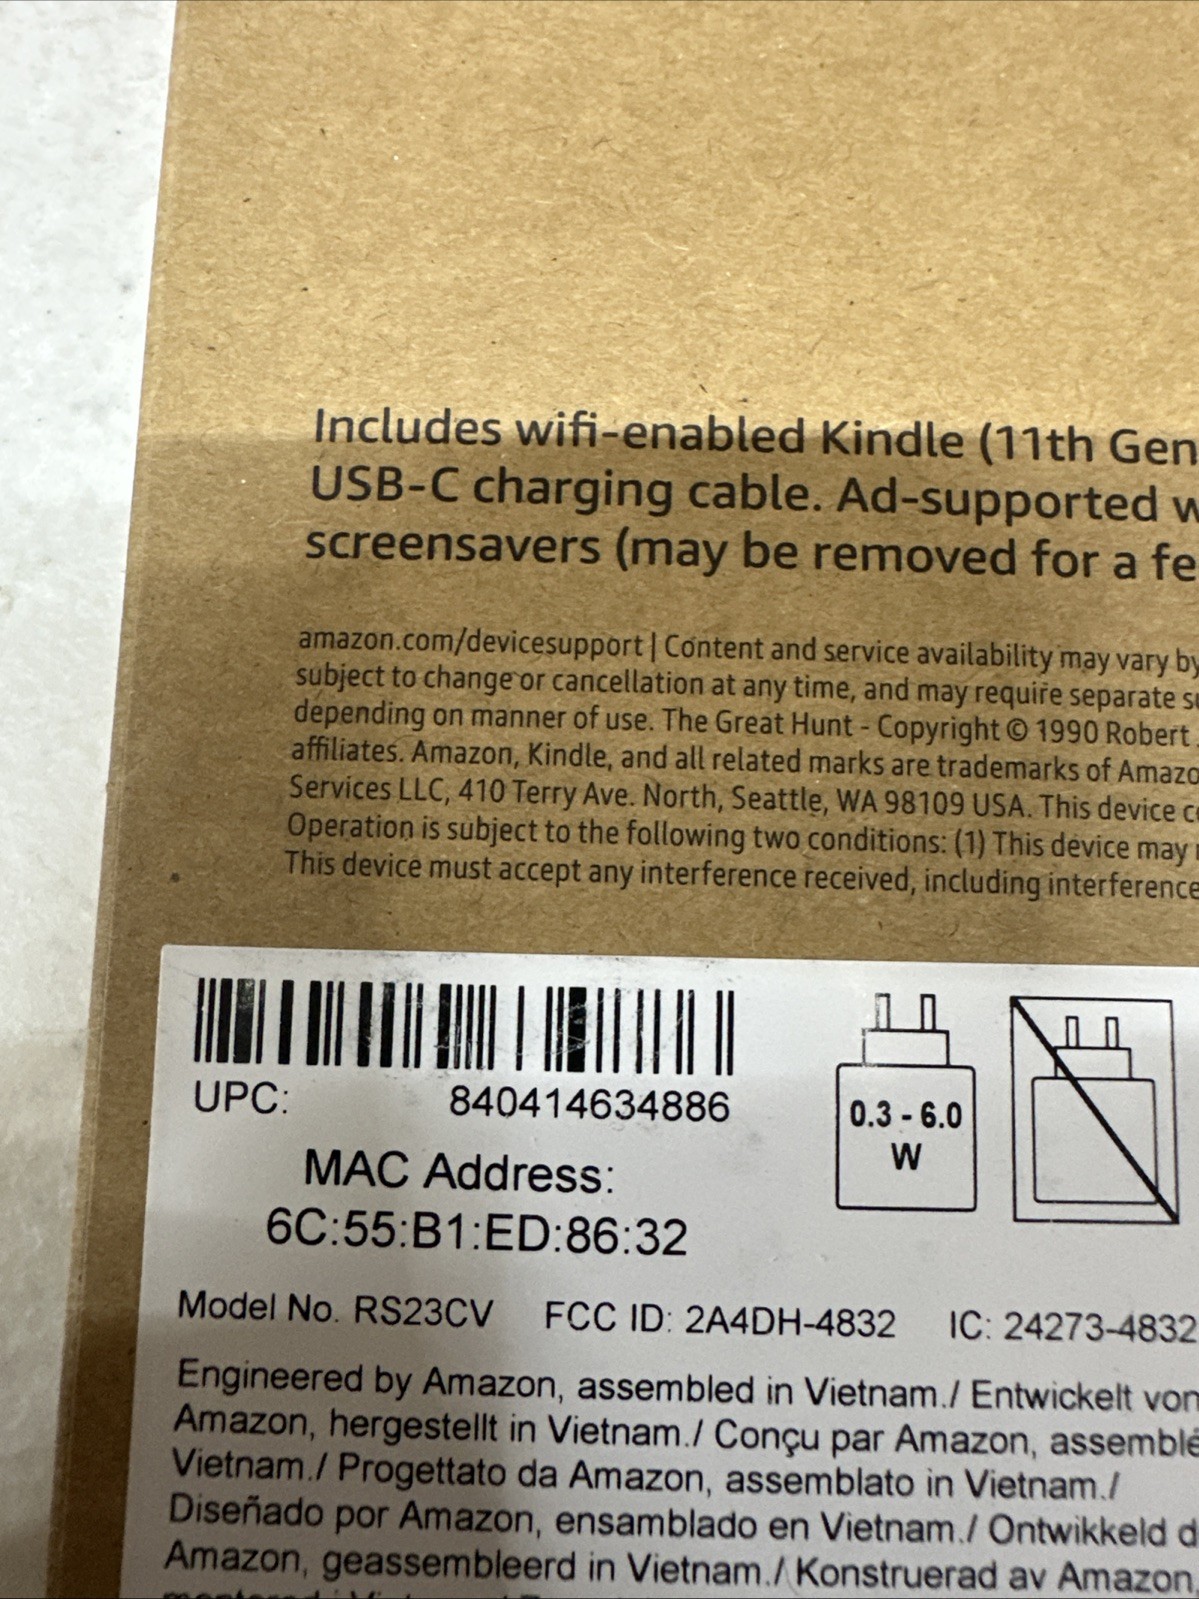 Includes wifi-enabled Kindle (11th Gen
USB-C charging cable. Ad-supported w
screensavers (may be removed for a fe
amazon.com/devicesupport | Content and service availability may vary by
subject to change or cancellation at any time, and may require separate su
depending on manner of use. The Great Hunt - Copyright © 1990 Robert
affiliates. Amazon, Kindle, and all related marks are trademarks of Amazo
Services LLC, 410 Terry Ave. North, Seattle, WA 98109 USA. This device co
Operation is subject to the following two conditions: (1) This device may
This device must accept any interference received, including interference
UPC: 840414634886
0.3 - 6.0
W
MAC Address:
6C:55:B1:ED:86:32
Model No. RS23CV FCC ID: 2A4DH-4832 IC: 24273-4832
Engineered by Amazon, assembled in Vietnam./ Entwickelt von
Amazon, hergestellt in Vietnam./ Conçu par Amazon, assemblé
Vietnam./ Progettato da Amazon, assemblato in Vietnam./
Diseñado por Amazon, ensamblado en Vietnam./ Ontwikkeld d
Amazon, geassembleerd in Vietnam./ Konstruerad av Amazon,